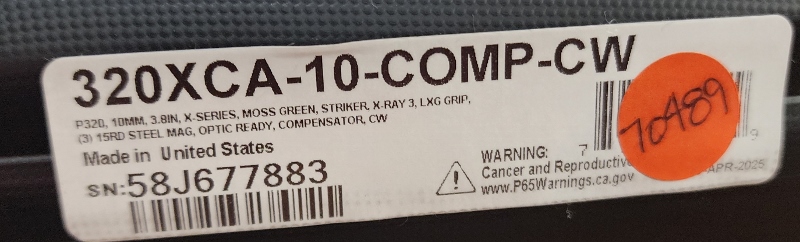 320XCA-10-COMP-CW
P320, 10MM, 3.8IN, X-SERIES, MOSS GREEN, STRIKER, X-RAY 3, LXG GRIP,
(3) 15RD STEEL MAG, OPTIC READY, COMPENSATOR, CW
Made in United States
SN:58J677883
WARNING:
Cancer and Reproductiv
www.P65Warnings.ca.gov
7
70489
9
APR-2025